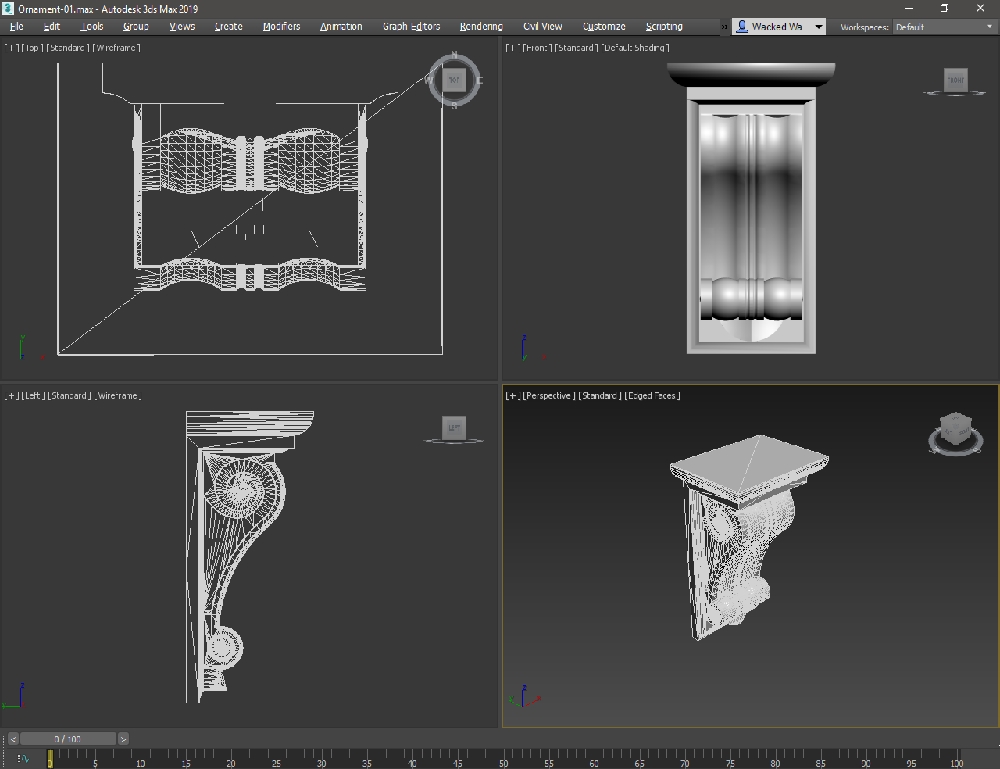 Ornament-01.max - Autodesk 3ds Max 2019
File Edit Tools Group Views Create Modifiers Animation Graph Editors Rendering Civil View Customize Scripting » Wacked Wa Workspaces: Default
[+] [Top] [Standard] [Wireframe]
N
W TOP E
S
[+] [Front] [Standard] [Default Shading]
FRONT
[+] [Left] [Standard] [Wireframe]
LEFT
[+] [Perspective] [Standard] [Edged Faces]
< 0 / 100 >
0 5 10 15 20 25 30 35 40 45 50 55 60 65 70 75 80 85 90 95 100